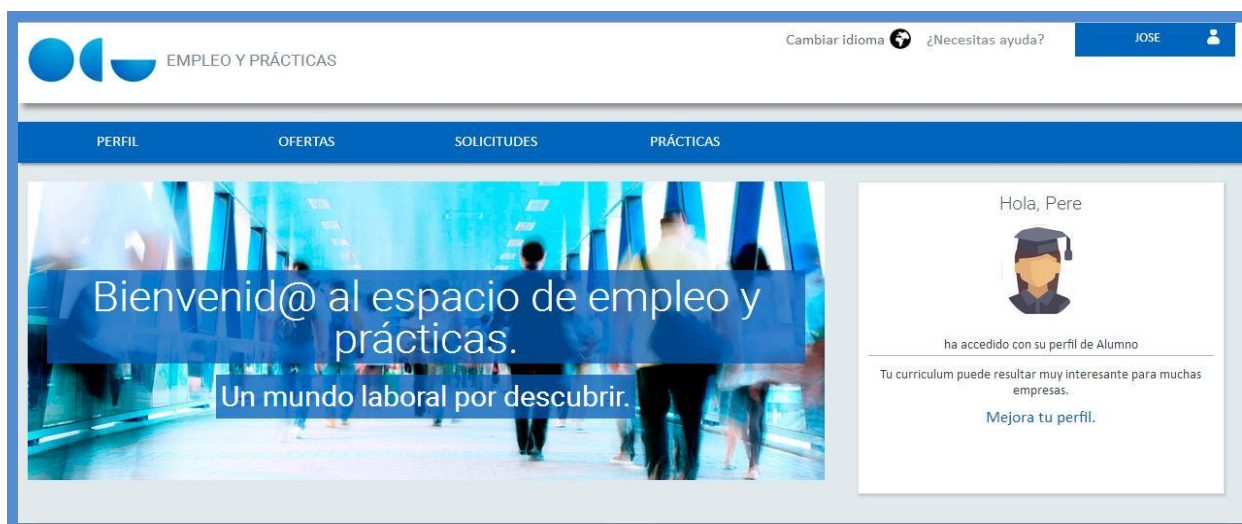 EMPLEO Y PRÁCTICAS
Cambiar idioma
¿Necesitas ayuda?
JOSE
PERFIL
OFERTAS
SOLICITUDES
PRÁCTICAS
Bienvenid@ al espacio de empleo y
prácticas.
Un mundo laboral por descubrir.
Hola, Pere
ha accedido con su perfil de Alumno
Tu curriculum puede resultar muy interesante para muchas
empresas.
Mejora tu perfil.